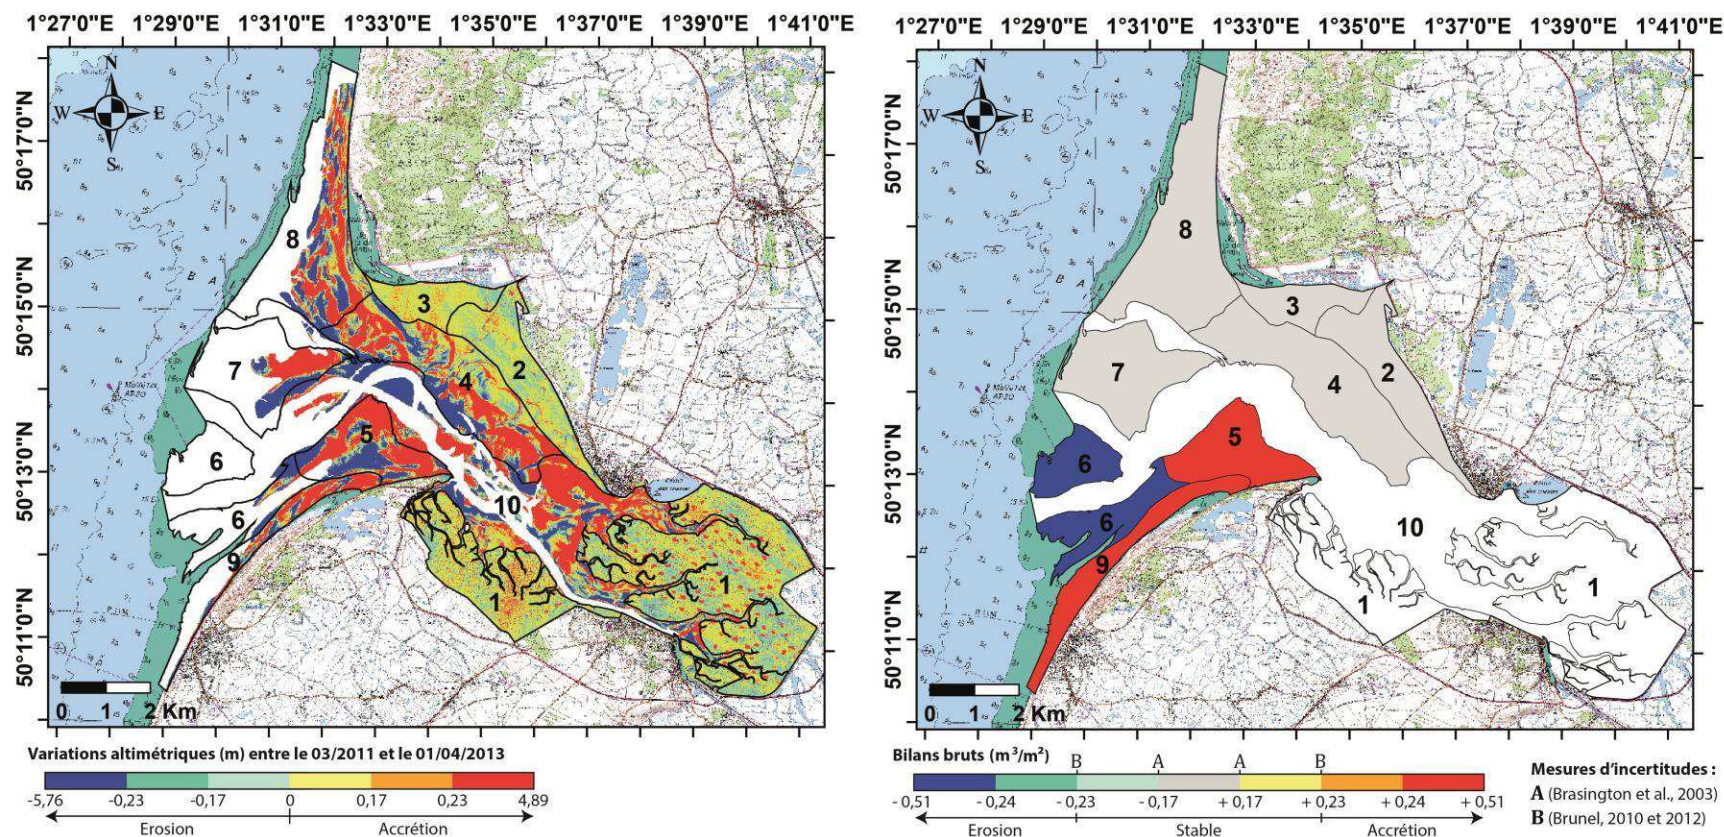 1°27'0"E 1°29'0"E 1°31'0"E 1°33'0"E 1°35'0"E 1°37'0"E 1°39'0"E 1°41'0"E
N
W E
S
50°17'0"N
50°15'0"N
50°13'0"N
50°11'0"N
8
B A
3
2
7
4
5
6
10
6
9
1
1
0 1 2 Km
Variations altimétriques (m) entre le 03/2011 et le 01/04/2013
-5,76 -0,23 -0,17 0 0,17 0,23 4,89
Erosion Accrétion
1°27'0"E 1°29'0"E 1°31'0"E 1°33'0"E 1°35'0"E 1°37'0"E 1°39'0"E 1°41'0"E
N
W E
S
50°17'0"N
50°15'0"N
50°13'0"N
50°11'0"N
8
B A
3
7
4
2
5
6
6
10
9
1
1
0 1 2 Km
Bilans bruts (m³/m²)
B A A B
- 0,51 - 0,24 - 0,23 - 0,17 + 0,17 + 0,23 + 0,24 + 0,51
Erosion Stable Accrétion
Mesures d'incertitudes :
A (Brasington et al., 2003)
B (Brunel, 2010 et 2012)